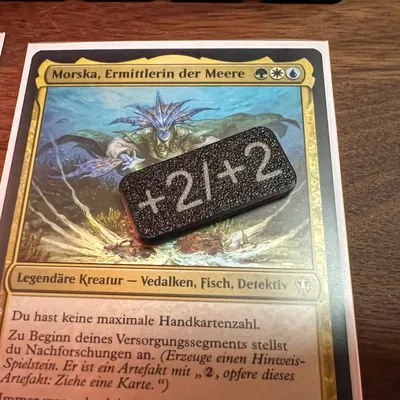 Morska, Ermittlerin der Meere
+2/+2
Legendäre Kreatur — Vedalken, Fisch, Detektiv
Du hast keine maximale Handkartenzahl.
Zu Beginn deines Versorgungssegments stellst
du Nachforschungen an. (Erzeuge einen Hinweis-
Spielstein. Er ist ein Artefakt mit „2, opfere dieses
Artefakt: Ziehe eine Karte.“)